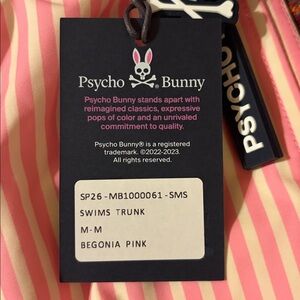 Psycho Bunny
Psycho Bunny stands apart with
reimagined classics, expressive
pops of color and an unrivaled
commitment to quality.
Psycho Bunny® is a registered
trademark. ©2022-2023.
All rights reserved.
SP26-MB1000061-SMS
SWIMS TRUNK
M-M
BEGONIA PINK
PSYCHO